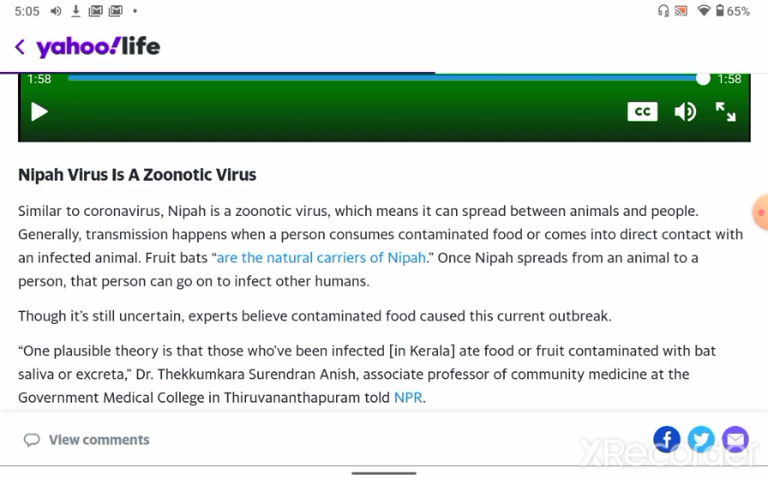 5:05
65%
yahoo!life
1:58
1:58
CC
Nipah Virus Is A Zoonotic Virus
Similar to coronavirus, Nipah is a zoonotic virus, which means it can spread between animals and people.
Generally, transmission happens when a person consumes contaminated food or comes into direct contact with
an infected animal. Fruit bats “are the natural carriers of Nipah.” Once Nipah spreads from an animal to a
person, that person can go on to infect other humans.
Though it’s still uncertain, experts believe contaminated food caused this current outbreak.
“One plausible theory is that those who’ve been infected [in Kerala] ate food or fruit contaminated with bat
saliva or excreta,” Dr. Thekkumkara Surendran Anish, associate professor of community medicine at the
Government Medical College in Thiruvananthapuram told NPR.
View comments
XRecorder